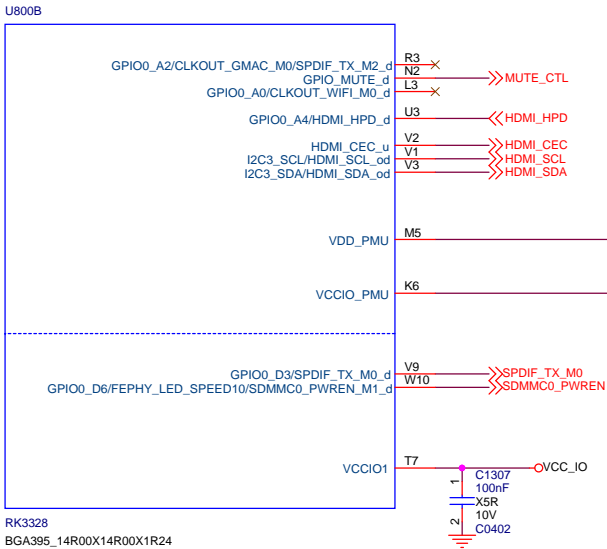 U800B
GPIO0_A2/CLKOUT_GMAC_M0/SPDIF_TX_M2_d R3
GPIO_MUTE_d N2 MUTE_CTL
GPIO0_A0/CLKOUT_WIFI_M0_d L3
GPIO0_A4/HDMI_HPD_d U3 HDMI_HPD
HDMI_CEC_u V2 HDMI_CEC
I2C3_SCL/HDMI_SCL_od V1 HDMI_SCL
I2C3_SDA/HDMI_SDA_od V3 HDMI_SDA
VDD_PMU M5
VCCIO_PMU K6
GPIO0_D3/SPDIF_TX_M0_d V9 SPDIF_TX_M0
GPIO0_D6/FEPHY_LED_SPEED10/SDMMC0_PWREN_M1_d W10 SDMMC0_PWREN
VCCIO1 T7 VCC_IO
1 C1307
100nF
X5R
10V
2 C0402
RK3328
BGA395_14R00X14R00X1R24